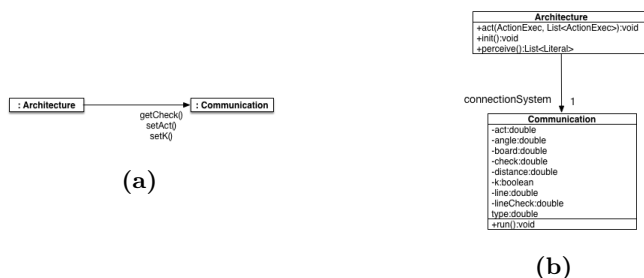 : Architecture
: Communication
getCheck()
setAct()
setK()
(a)
Architecture
+act(ActionExec, List<ActionExec>):void
+init():void
+perceive():List<Literal>
connectionSystem
1
Communication
-act:double
-angle:double
-board:double
-check:double
-distance:double
-k:boolean
-line:double
-lineCheck:double
type:double
+run():void
(b)